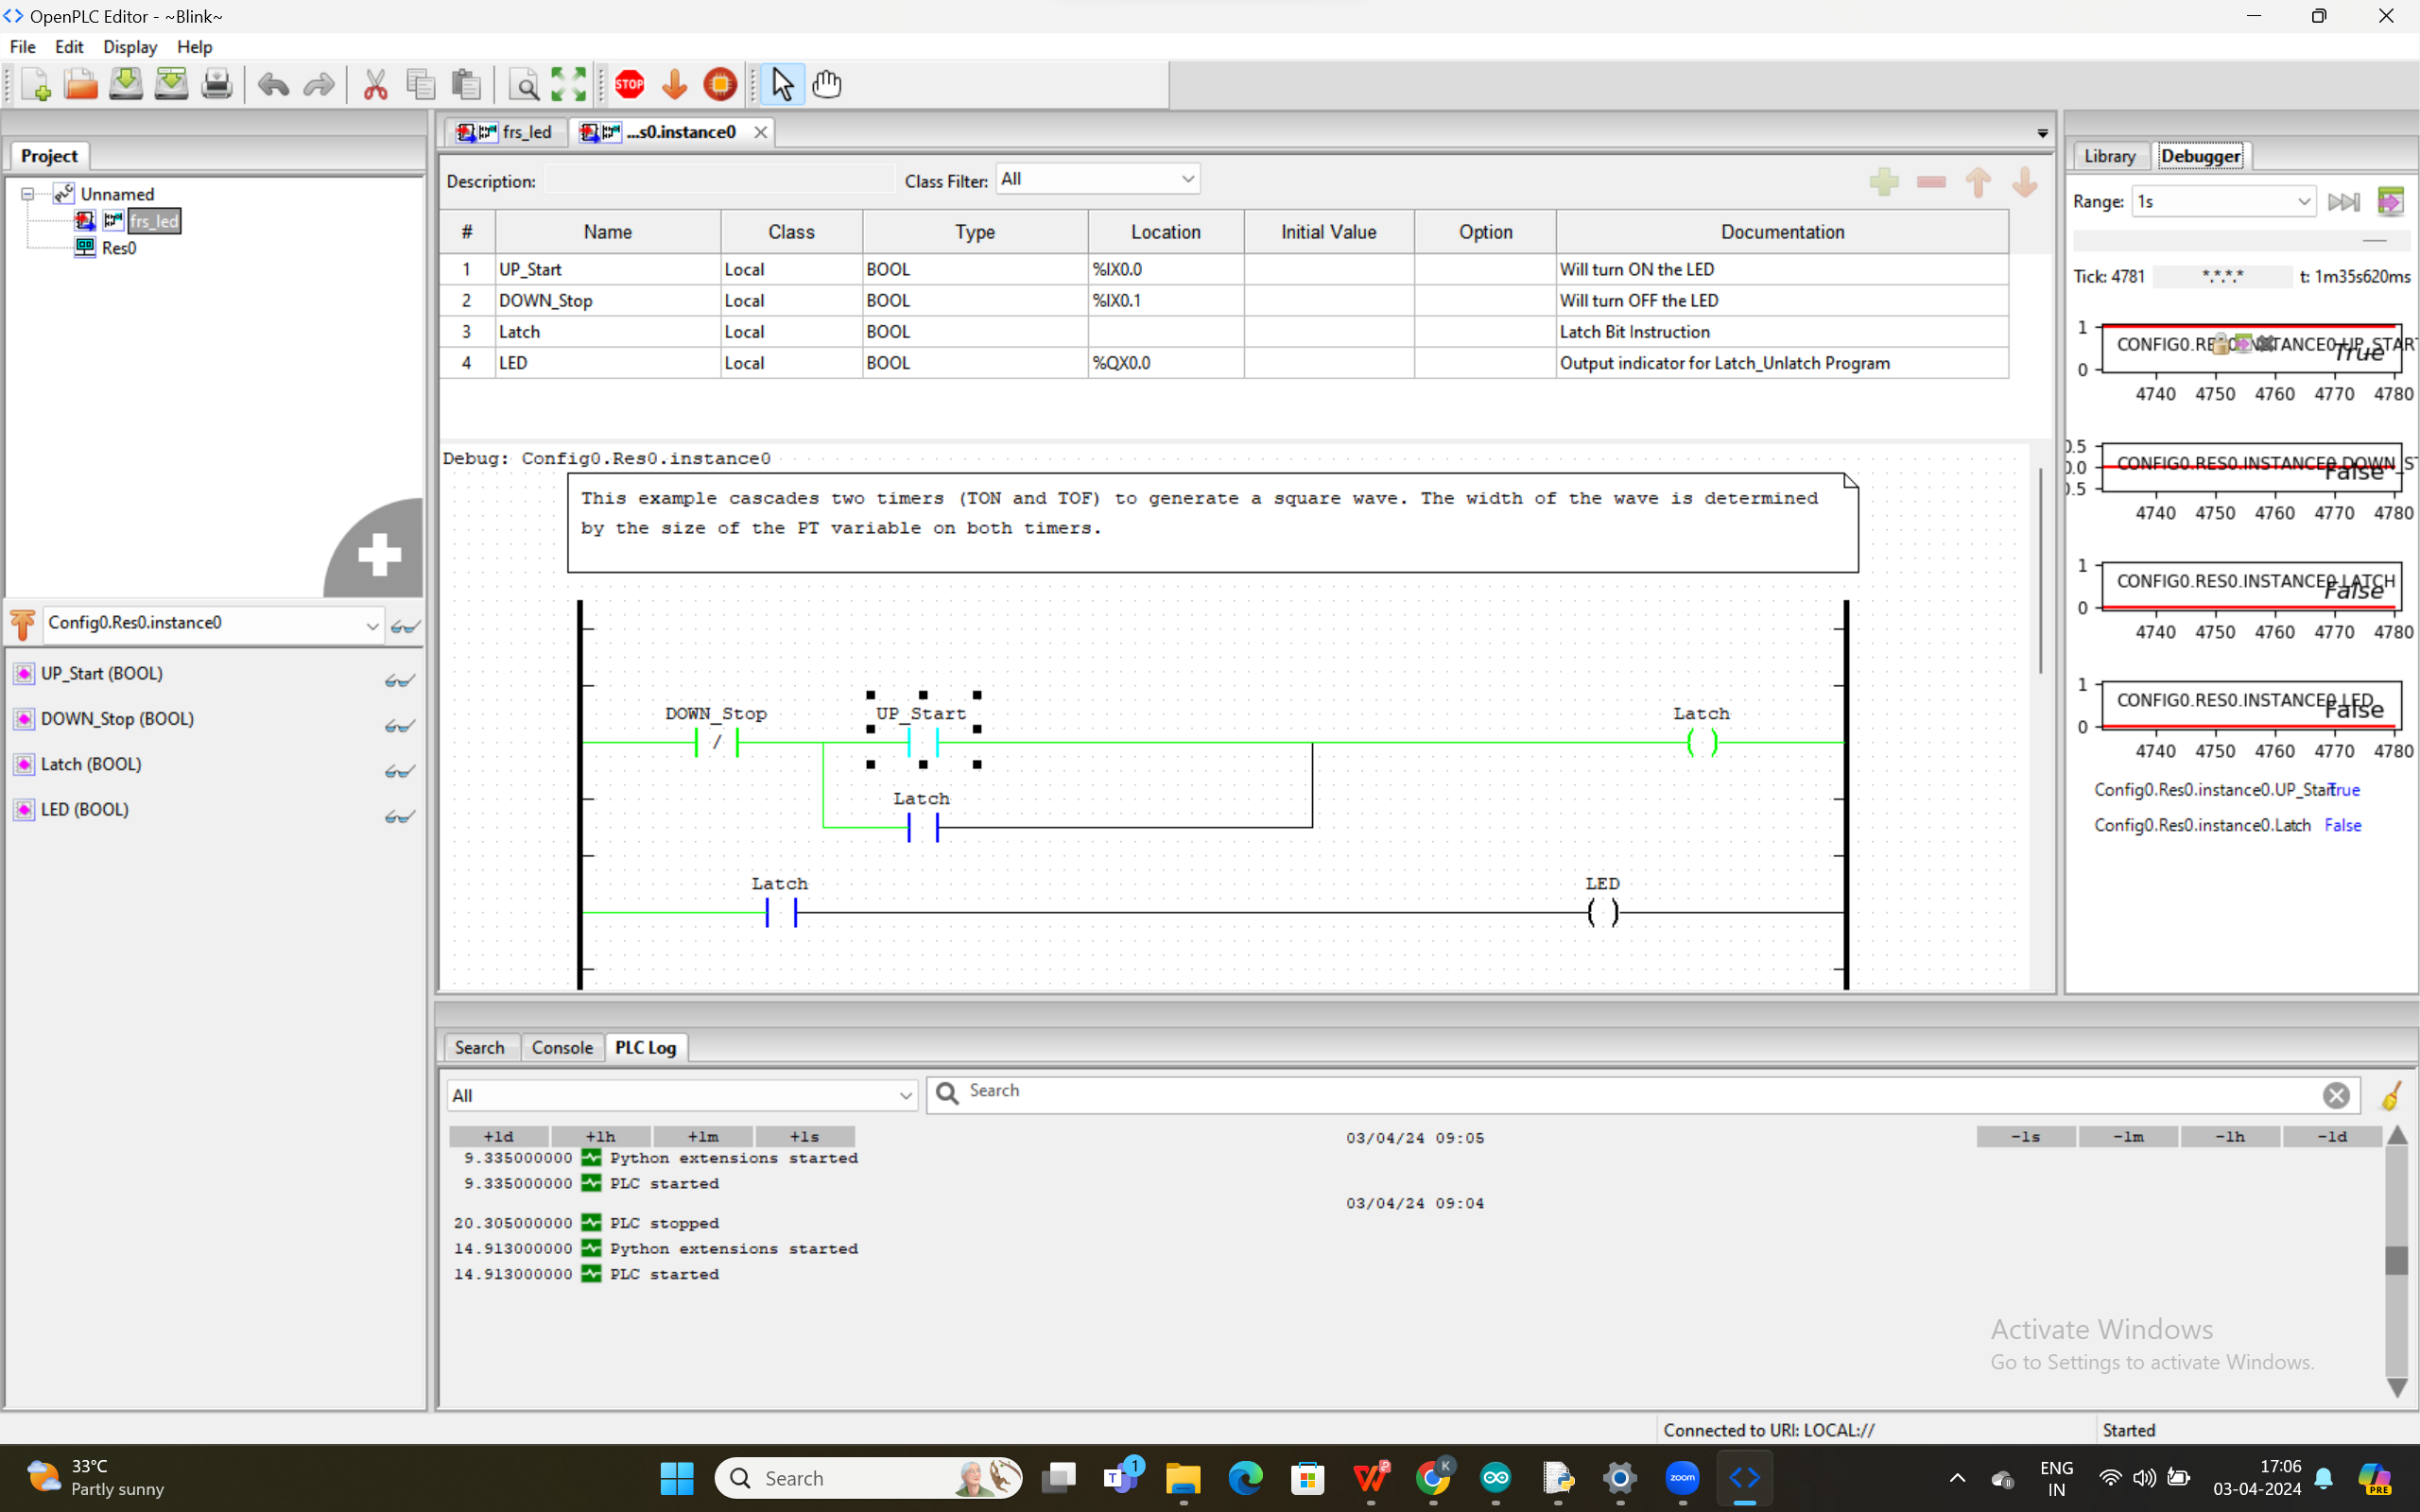 OpenPLC Editor - ~Blink~
File Edit Display Help
STOP
Project
Unnamed
frs_led
Res0
Config0.Res0.instance0
UP_Start (BOOL)
DOWN_Stop (BOOL)
Latch (BOOL)
LED (BOOL)
frs_led ...s0.instance0
Description: Class Filter: All
# Name Class Type Location Initial Value Option Documentation
1 UP_Start Local BOOL %IX0.0 Will turn ON the LED
2 DOWN_Stop Local BOOL %IX0.1 Will turn OFF the LED
3 Latch Local BOOL Latch Bit Instruction
4 LED Local BOOL %QX0.0 Output indicator for Latch_Unlatch Program
Debug: Config0.Res0.instance0
This example cascades two timers (TON and TOF) to generate a square wave. The width of the wave is determined
by the size of the PT variable on both timers.
DOWN_Stop UP_Start Latch
/
Latch
Latch LED
Library Debugger
Range: 1s
Tick: 4781 *.*.*.* t: 1m35s620ms
1
True
0
4740 4750 4760 4770 4780
0.5
CONFIG0.RES0.INSTANCE0.DOWN_ST
0.0
False
0.5
4740 4750 4760 4770 4780
1
CONFIG0.RES0.INSTANCE0.LATCH
False
0
4740 4750 4760 4770 4780
1
CONFIG0.RES0.INSTANCE0.LED
False
0
4740 4750 4760 4770 4780
Config0.Res0.instance0.UP_Start True
Config0.Res0.instance0.Latch False
Search Console PLC Log
All Search
+1d +1h +1m +1s 03/04/24 09:05 -1s -1m -1h -1d
9.335000000 Python extensions started
9.335000000 PLC started
03/04/24 09:04
20.305000000 PLC stopped
14.913000000 Python extensions started
14.913000000 PLC started
Activate Windows
Go to Settings to activate Windows.
Connected to URI: LOCAL:// Started
33°C
Partly sunny
Search
T
1
K
zoom
ENG
IN
17:06
03-04-2024
PRE